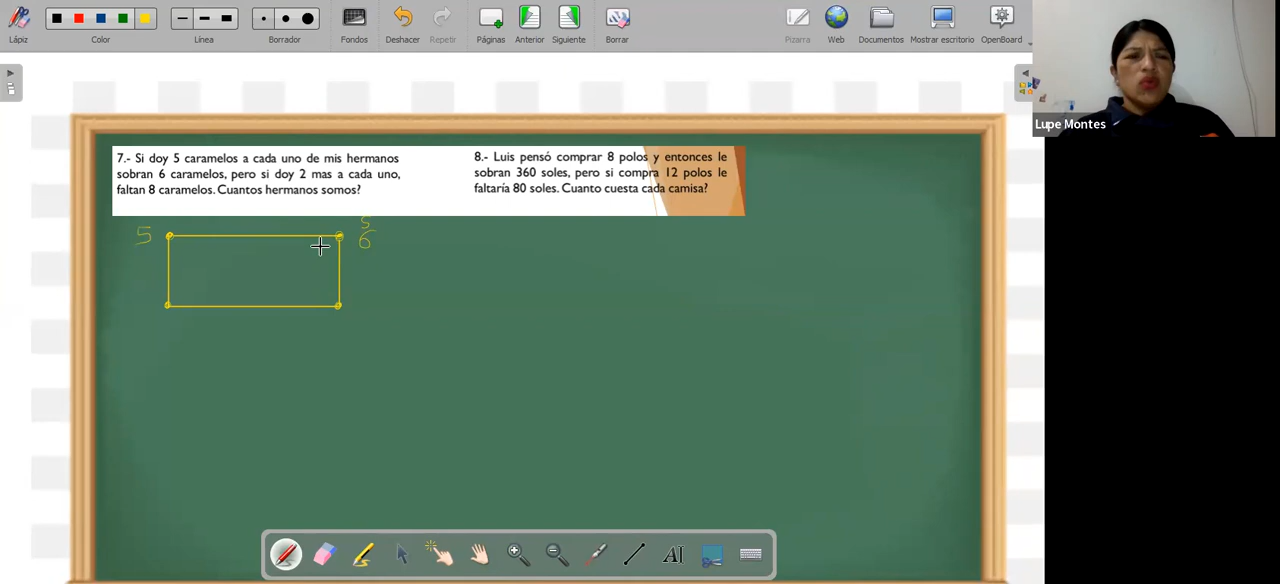 Lápiz
Color
Línea
Borrador
Fondos
Deshacer
Repetir
Páginas
Anterior
Siguiente
Borrar
Pizarra
Web
Documentos
Mostrar escritorio
OpenBoard
Lupe Montes
7.- Si doy 5 caramelos a cada uno de mis hermanos
sobran 6 caramelos, pero si doy 2 mas a cada uno,
faltan 8 caramelos. Cuantos hermanos somos?
8.- Luis pensó comprar 8 polos y entonces le
sobran 360 soles, pero si compra 12 polos le
faltaría 80 soles. Cuanto cuesta cada camisa?
5
6